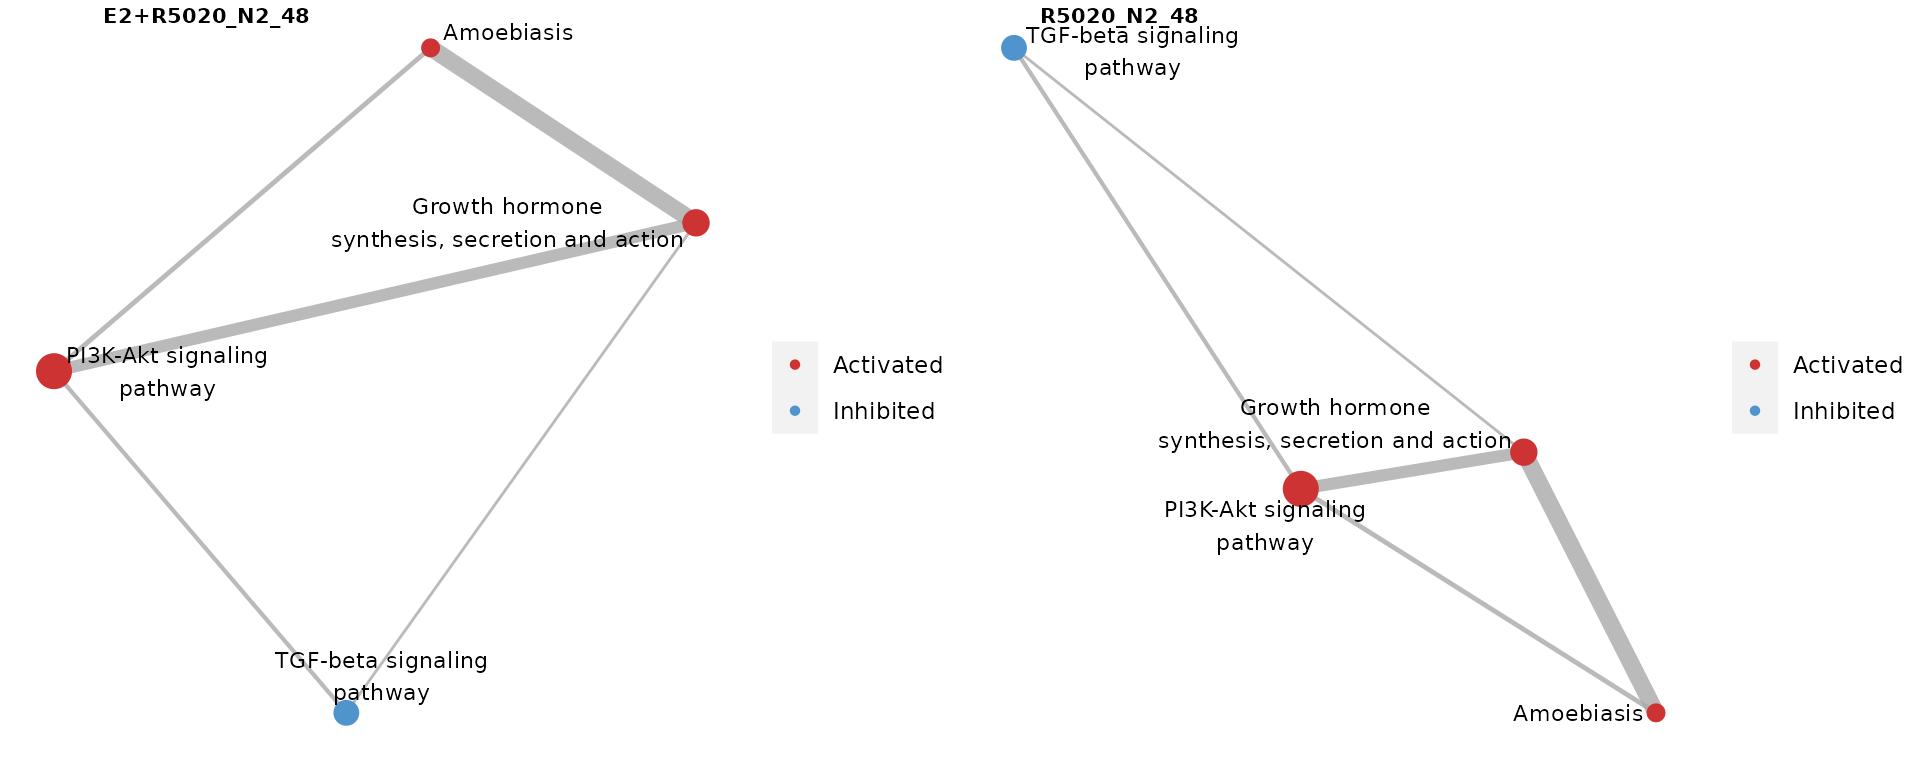 E2+R5020_N2_48
Amoebiasis
Growth hormone
synthesis, secretion and action
PI3K-Akt signaling
pathway
TGF-beta signaling
pathway
Activated
Inhibited
R5020_N2_48
TGF-beta signaling
pathway
Growth hormone
synthesis, secretion and action
PI3K-Akt signaling
pathway
Amoebiasis
Activated
Inhibited